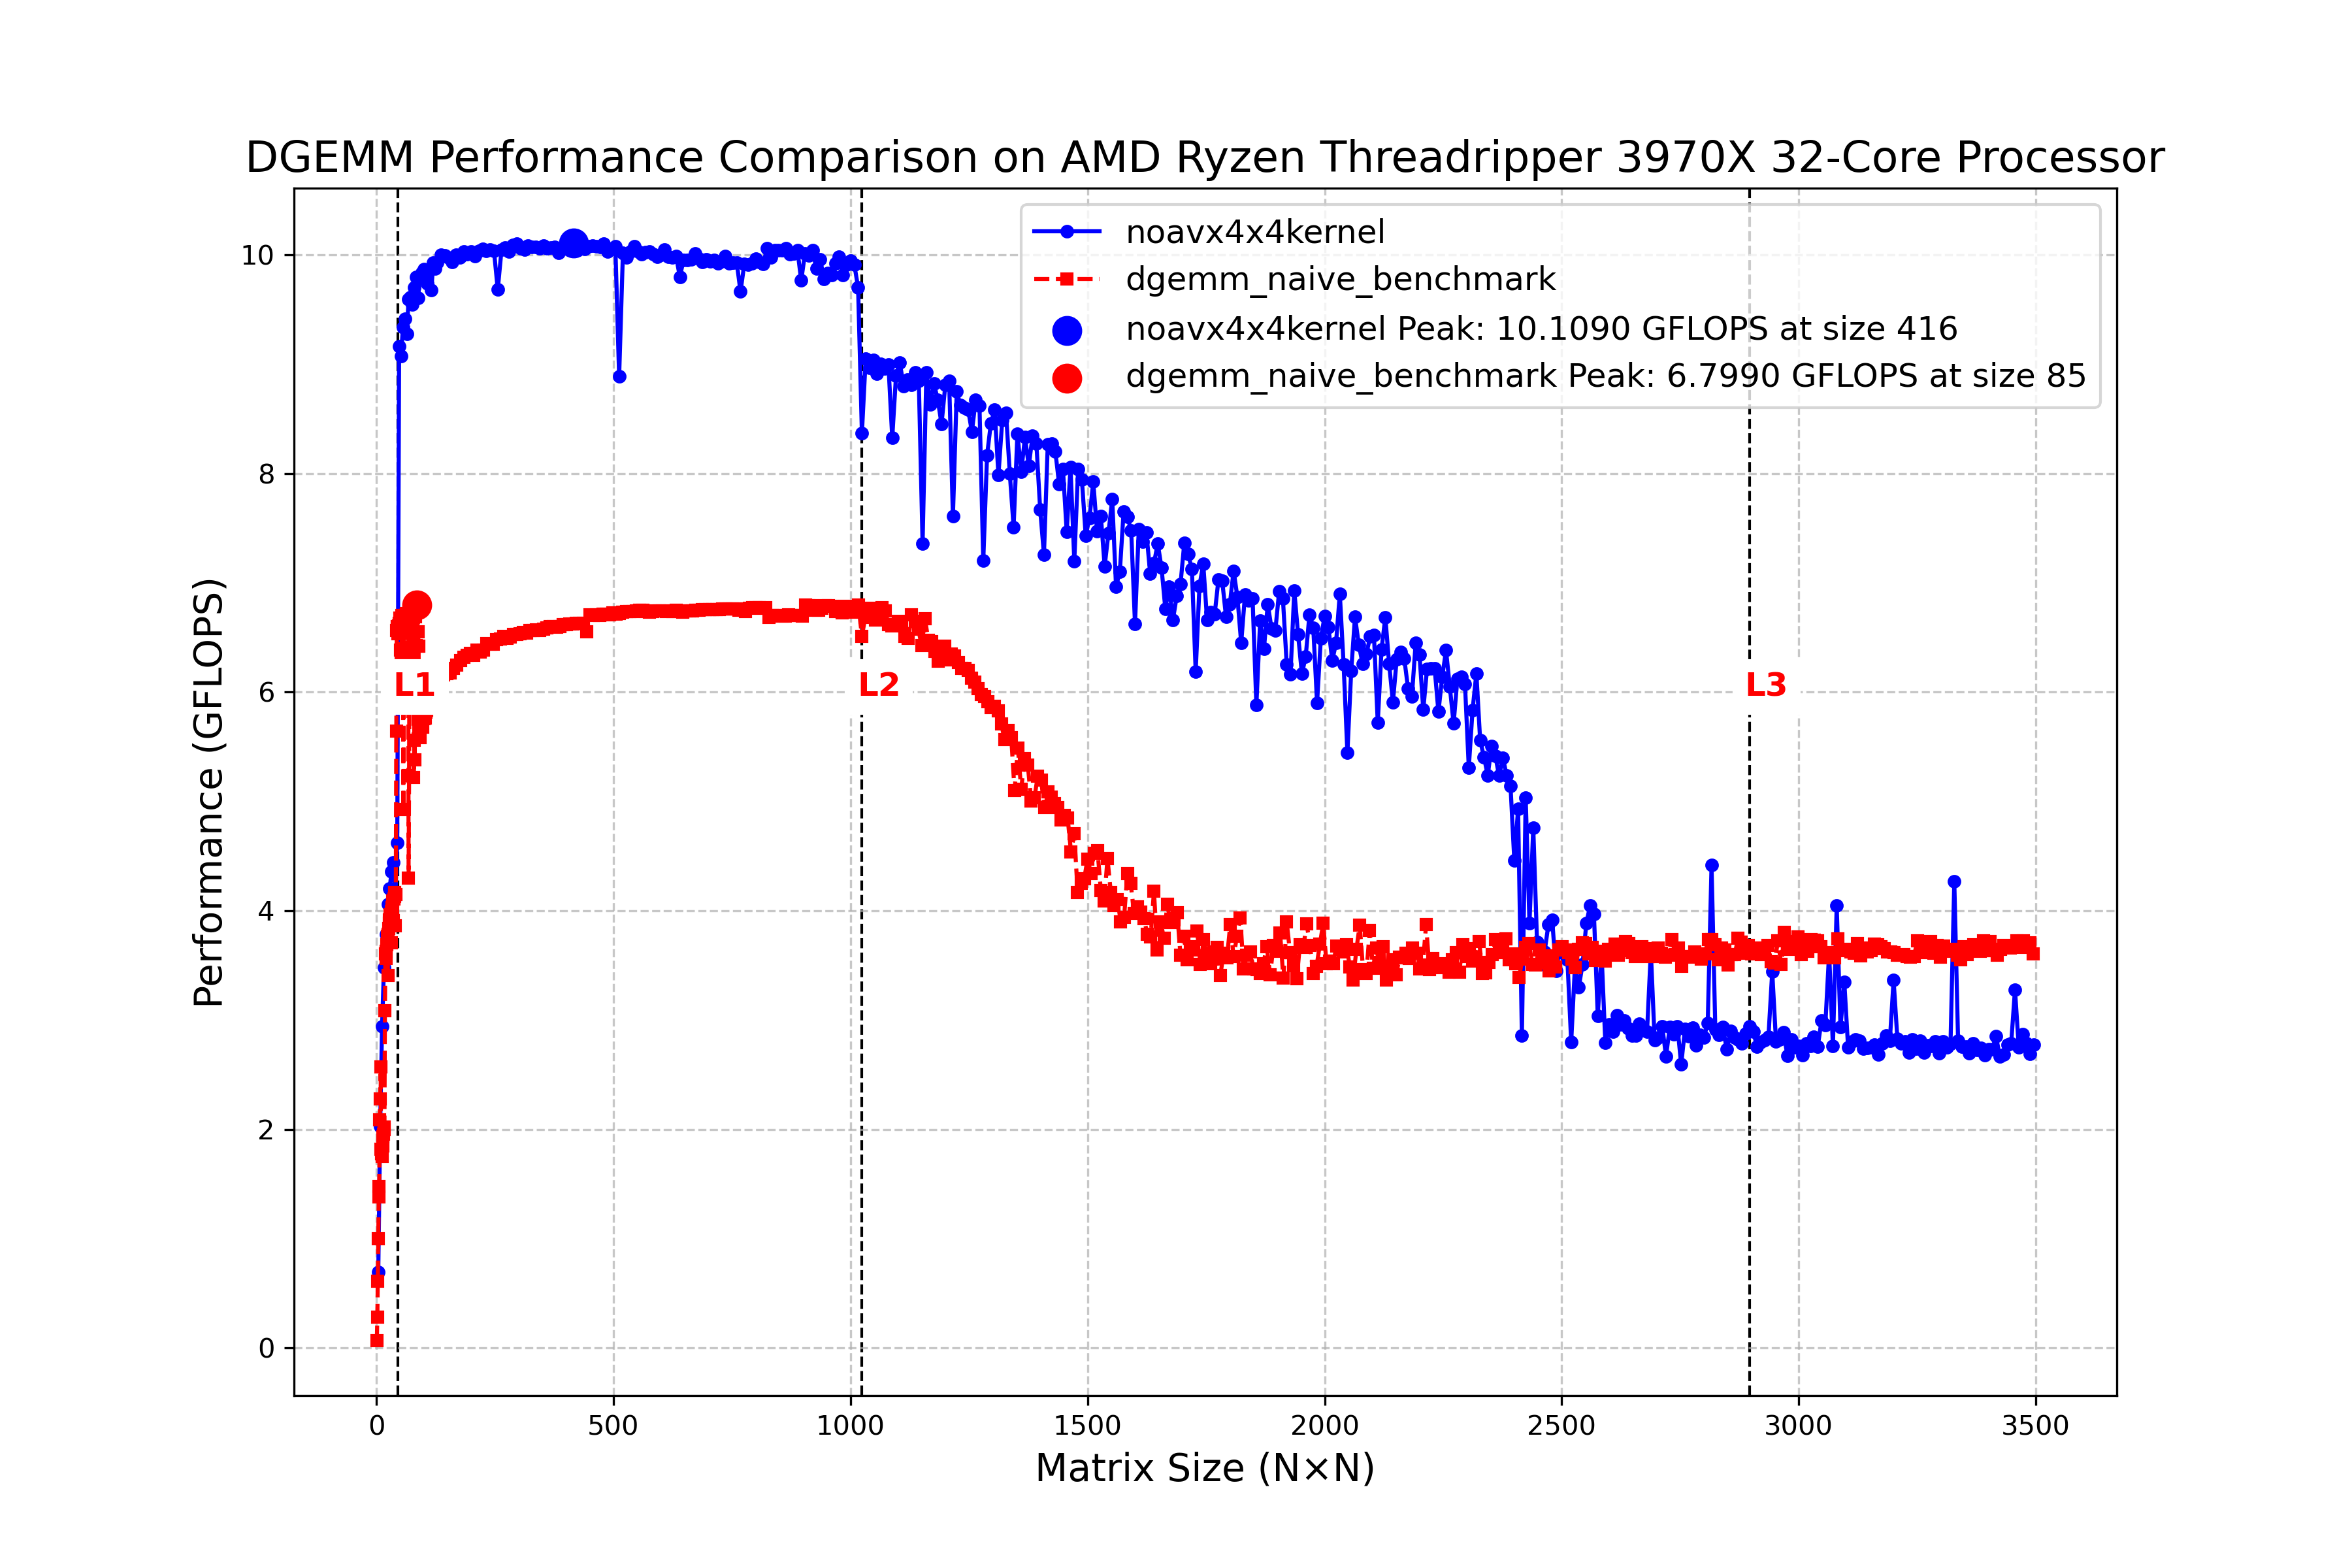 DGEMM Performance Comparison on AMD Ryzen Threadripper 3970X 32-Core Processor
noavx4x4kernel
dgemm_naive_benchmark
noavx4x4kernel Peak: 10.1090 GFLOPS at size 416
dgemm_naive_benchmark Peak: 6.7990 GFLOPS at size 85
Performance (GFLOPS)
10
8
6
4
2
0
L1
L2
L3
0
500
1000
1500
2000
2500
3000
3500
Matrix Size (N×N)